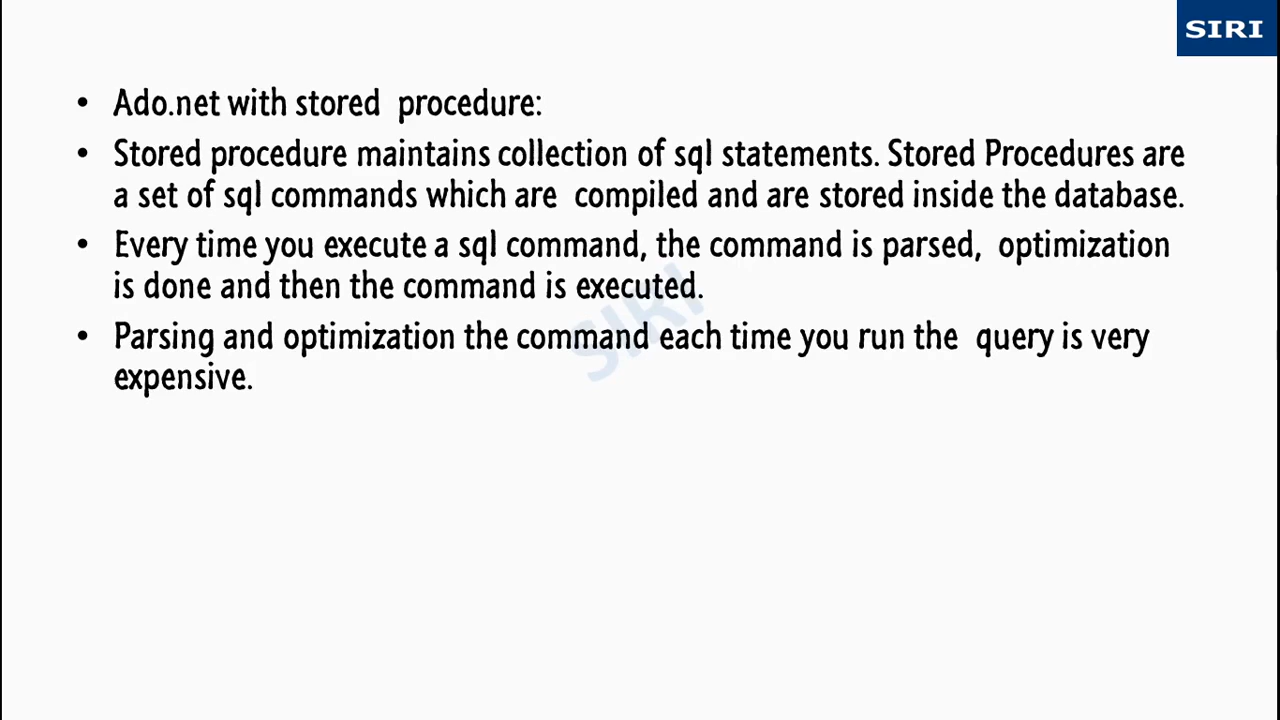 SIRI
• Ado.net with stored procedure:
• Stored procedure maintains collection of sql statements. Stored Procedures are
a set of sql commands which are compiled and are stored inside the database.
• Every time you execute a sql command, the command is parsed, optimization
is done and then the command is executed.
• Parsing and optimization the command each time you run the query is very
expensive.
SIRI